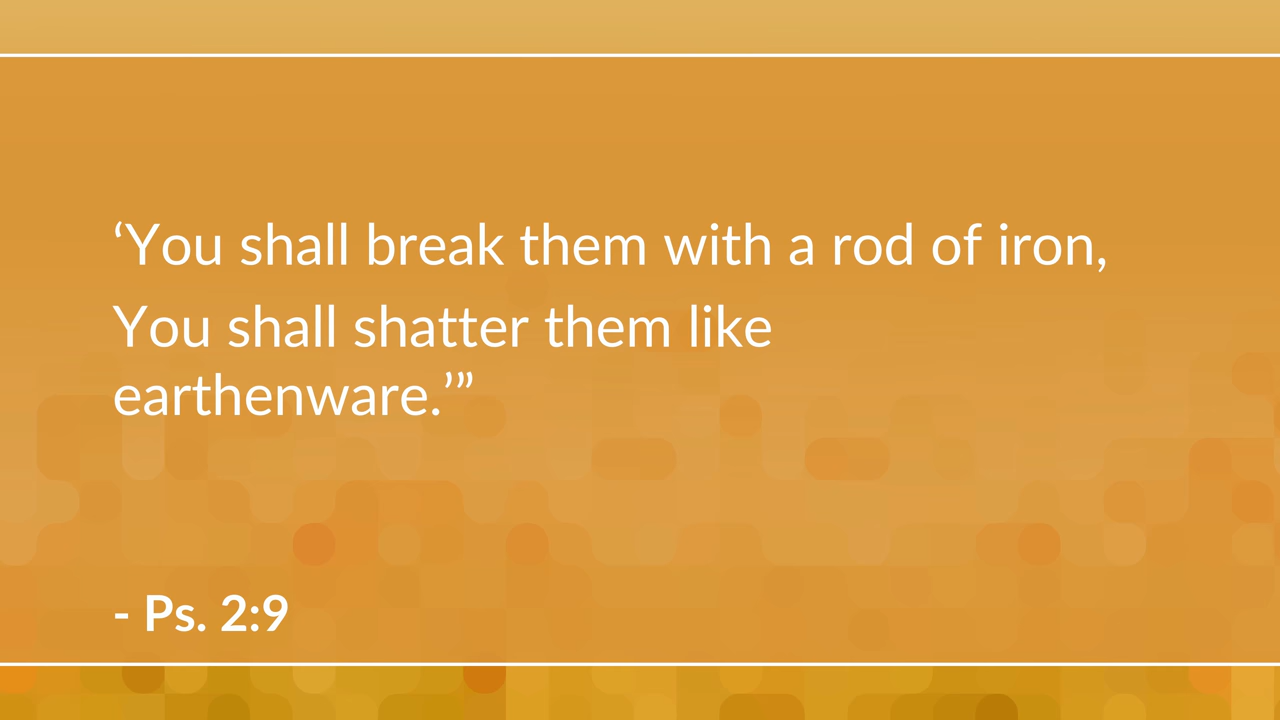 ‘You shall break them with a rod of iron,
You shall shatter them like
earthenware.’”
- Ps. 2:9